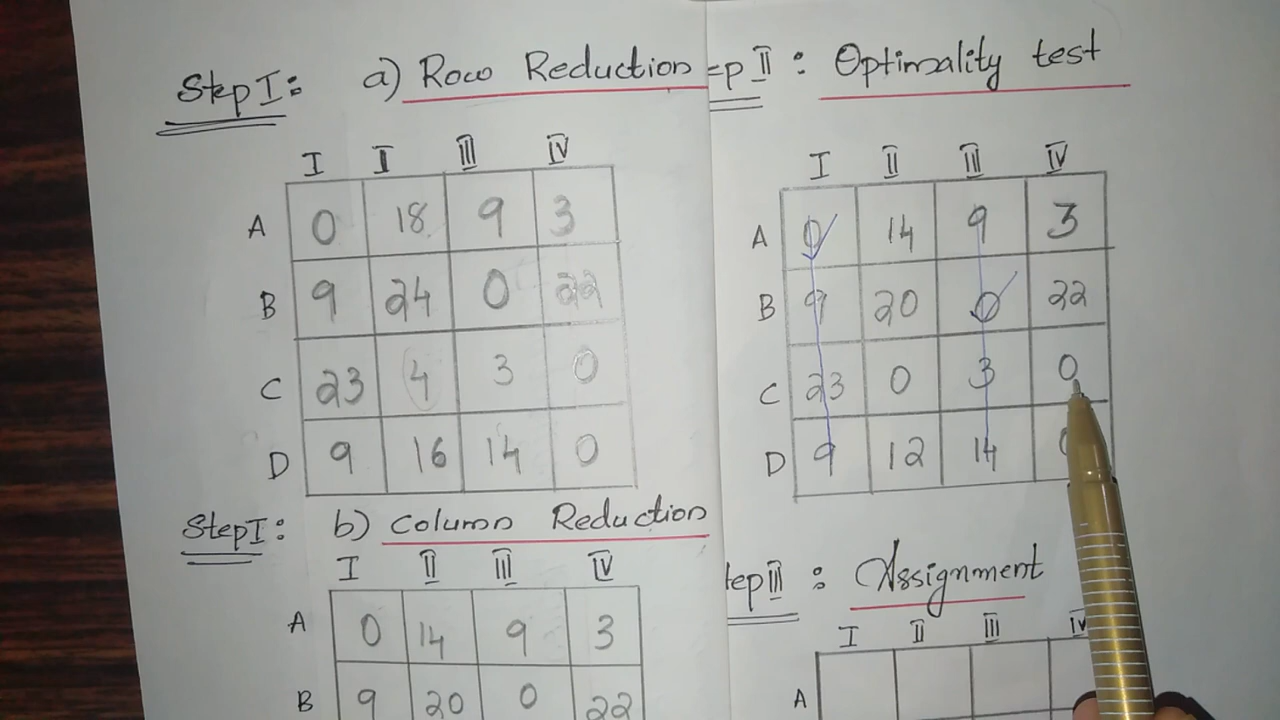 Step I: a) Row Reduction
I II III IV
A 0 18 9 3
B 9 24 0 22
C 23 4 3 0
D 9 16 14 0
Step I: b) Column Reduction
I II III IV
A 0 14 9 3
B 9 20 0 22
ep II : Optimality test
I II III IV
A 0 14 9 3
B 9 20 0 22
C 23 0 3 0
D 9 12 14
tep III : Assignment
I II III IV
A